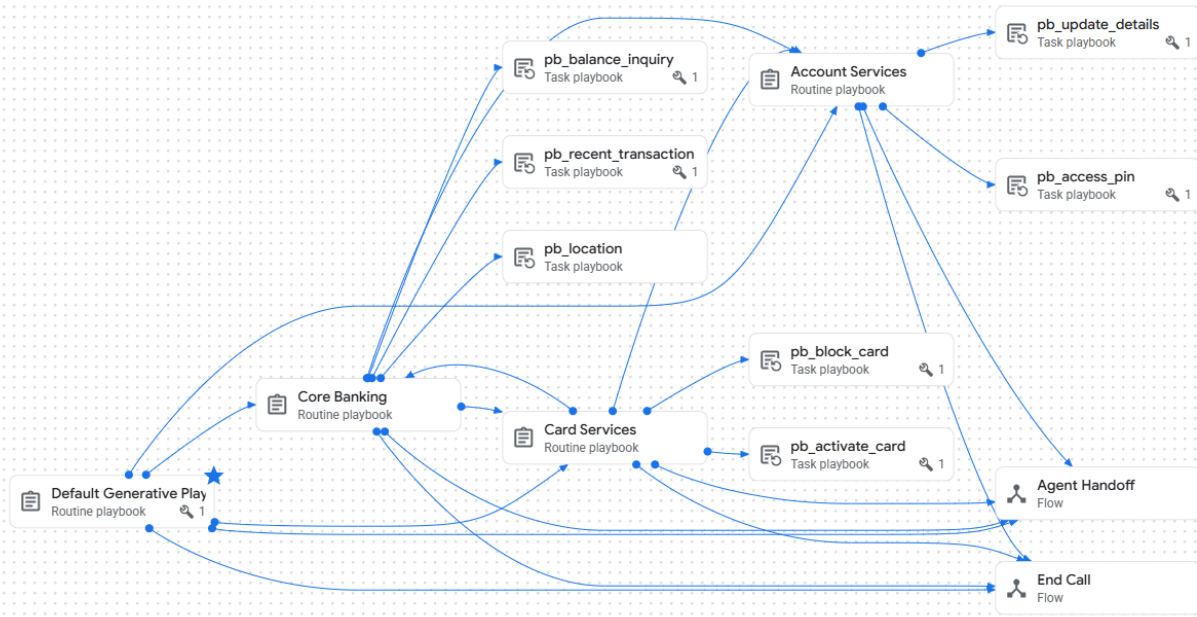 pb_update_details
Task playbook
1
pb_balance_inquiry
Task playbook
1
Account Services
Routine playbook
pb_recent_transaction
Task playbook
1
pb_access_pin
Task playbook
1
pb_location
Task playbook
pb_block_card
Task playbook
1
Core Banking
Routine playbook
Card Services
Routine playbook
pb_activate_card
Task playbook
1
Default Generative Play
Routine playbook
1
Agent Handoff
Flow
End Call
Flow